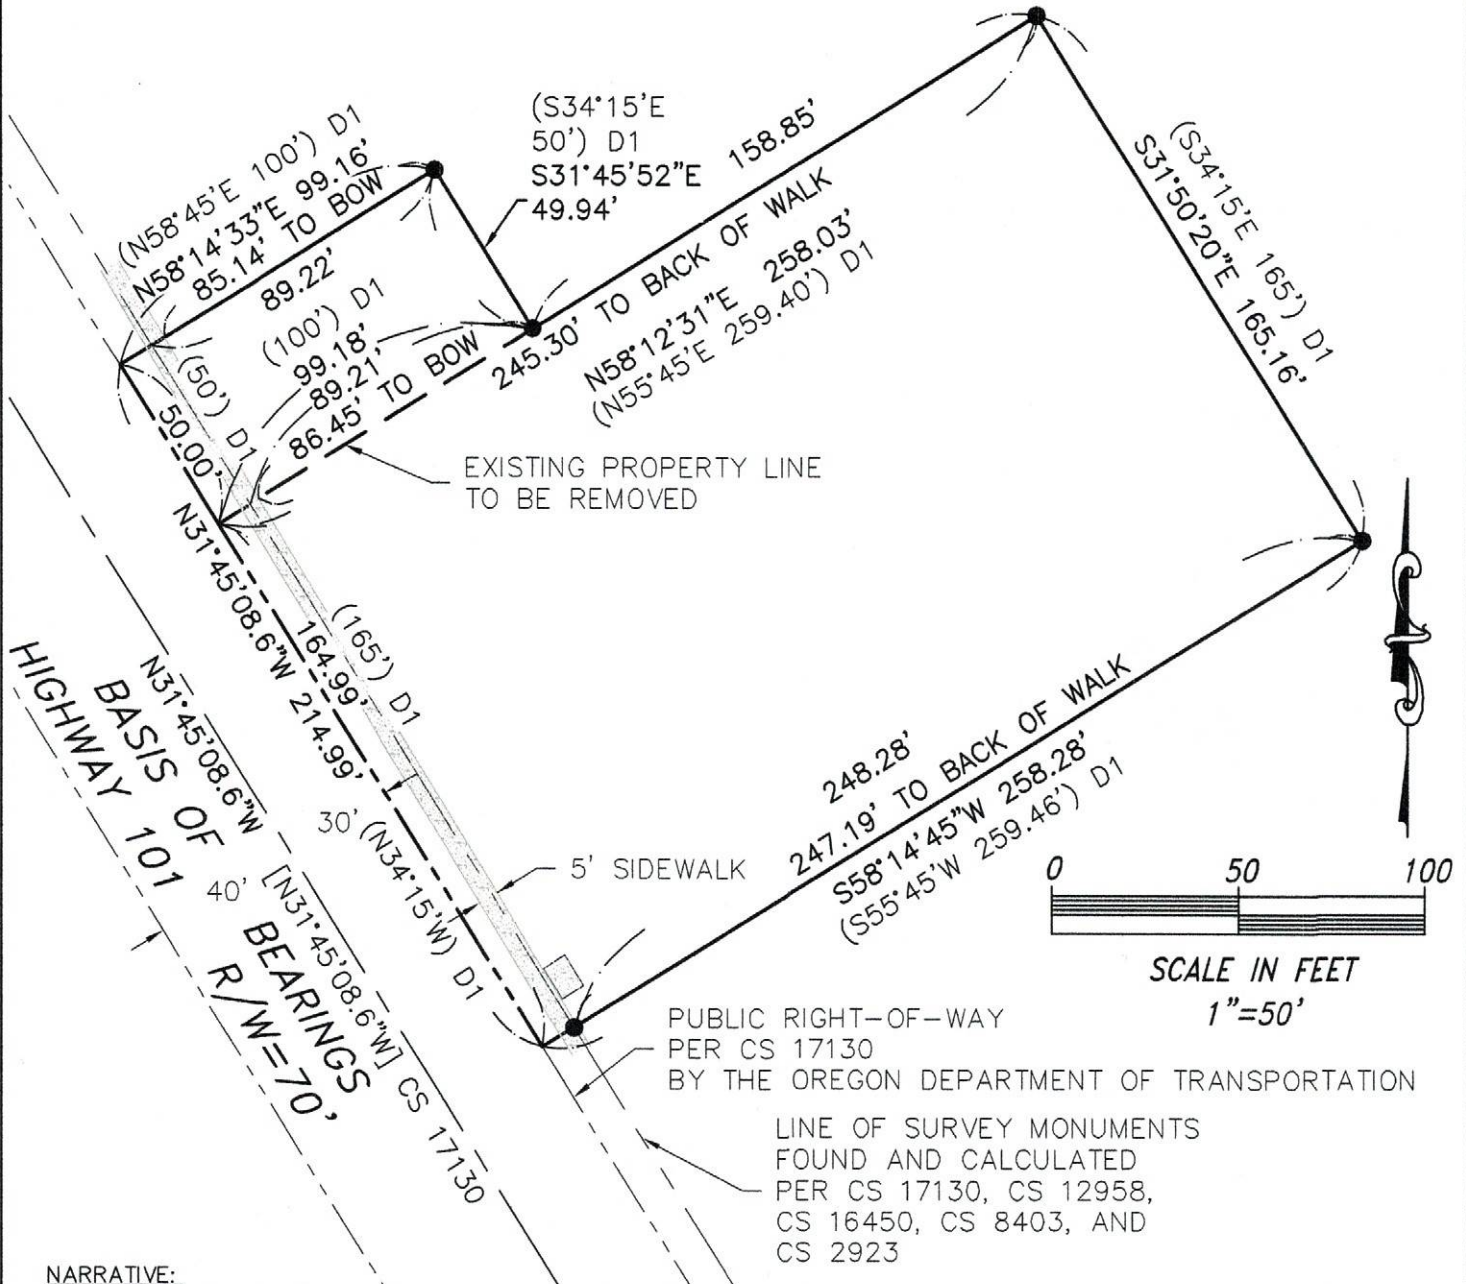 (S34°15'E
50') D1
S31°45'52"E
49.94'
(N58°45'E 100') D1
N58°14'33"E 99.16'
85.14' TO BOW
89.22'
(100') D1
99.18'
89.21'
86.45' TO BOW
158.85'
245.30' TO BACK OF WALK
N58°12'31"E 258.03'
(N55°45'E 259.40') D1
(S34°15'E 165') D1
S31°50'20"E 165.16'
(50') D1
50.00'
EXISTING PROPERTY LINE
TO BE REMOVED
N31°45'08.6"W 214.99'
164.99'
(165') D1
(N34°15'W) D1
30'
40'
N31°45'08.6"W
[N31°45'08.6"W] CS 17130
BASIS OF BEARINGS
HIGHWAY 101
R/W=70'
5' SIDEWALK
248.28'
247.19' TO BACK OF WALK
S58°14'45"W 258.28'
(S55°45'W 259.46') D1
0 50 100
SCALE IN FEET
1"=50'
PUBLIC RIGHT-OF-WAY
PER CS 17130
BY THE OREGON DEPARTMENT OF TRANSPORTATION
LINE OF SURVEY MONUMENTS
FOUND AND CALCULATED
PER CS 17130, CS 12958,
CS 16450, CS 8403, AND
CS 2923
NARRATIVE: